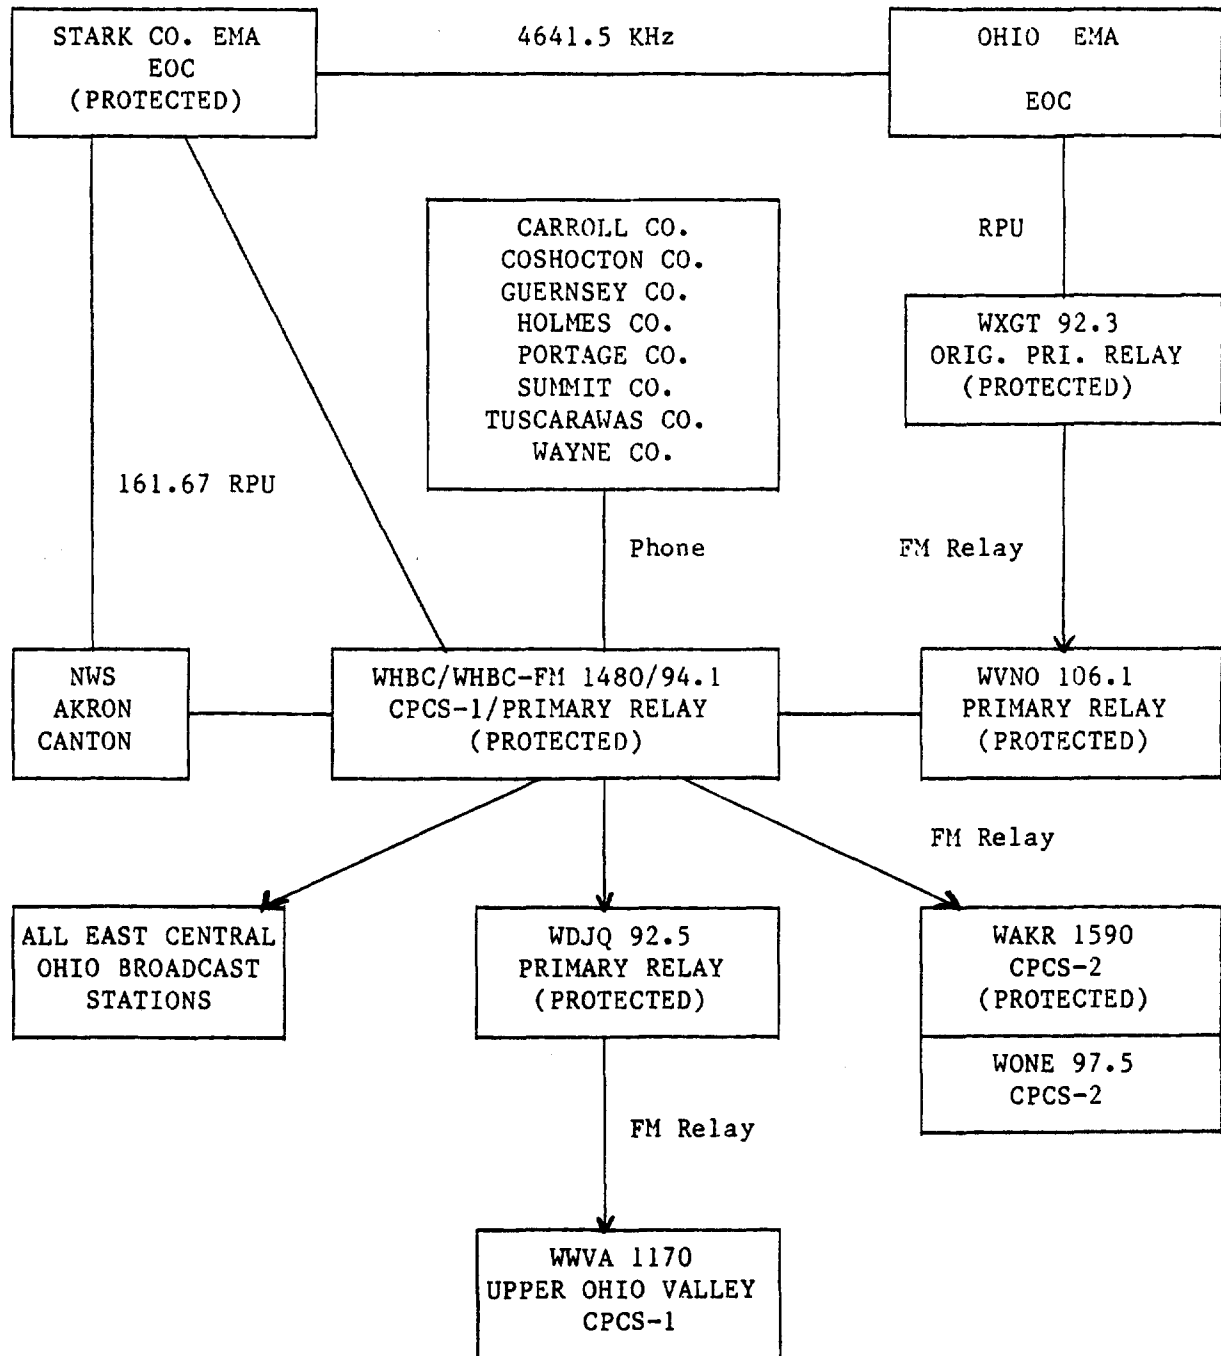 STARK CO. EMA
EOC
(PROTECTED)
4641.5 KHz
OHIO EMA
EOC
CARROLL CO.
COSHOCTON CO.
GUERNSEY CO.
HOLMES CO.
PORTAGE CO.
SUMMIT CO.
TUSCARAWAS CO.
WAYNE CO.
RPU
WXGT 92.3
ORIG. PRI. RELAY
(PROTECTED)
161.67 RPU
Phone
FM Relay
NWS
AKRON
CANTON
WHBC/WHBC-FM 1480/94.1
CPCS-1/PRIMARY RELAY
(PROTECTED)
WVNO 106.1
PRIMARY RELAY
(PROTECTED)
FM Relay
ALL EAST CENTRAL
OHIO BROADCAST
STATIONS
WDJQ 92.5
PRIMARY RELAY
(PROTECTED)
WAKR 1590
CPCS-2
(PROTECTED)
WONE 97.5
CPCS-2
FM Relay
WWVA 1170
UPPER OHIO VALLEY
CPCS-1